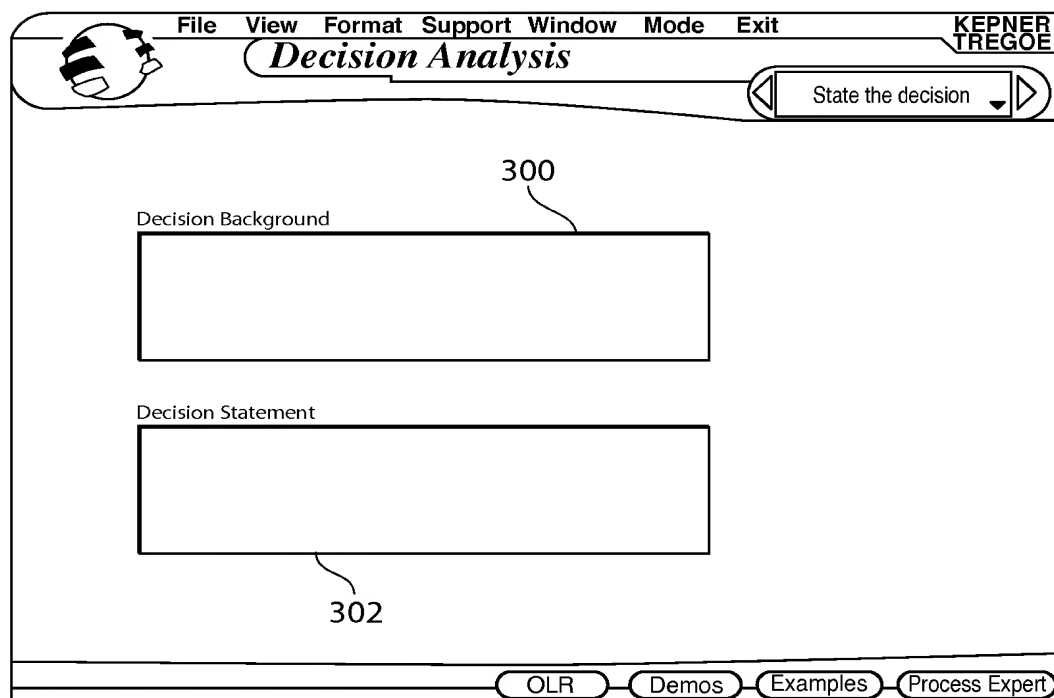 File View Format Support Window Mode Exit
KEPNER
TREGOE
Decision Analysis
State the decision
300
Decision Background
Decision Statement
302
OLR Demos Examples Process Expert